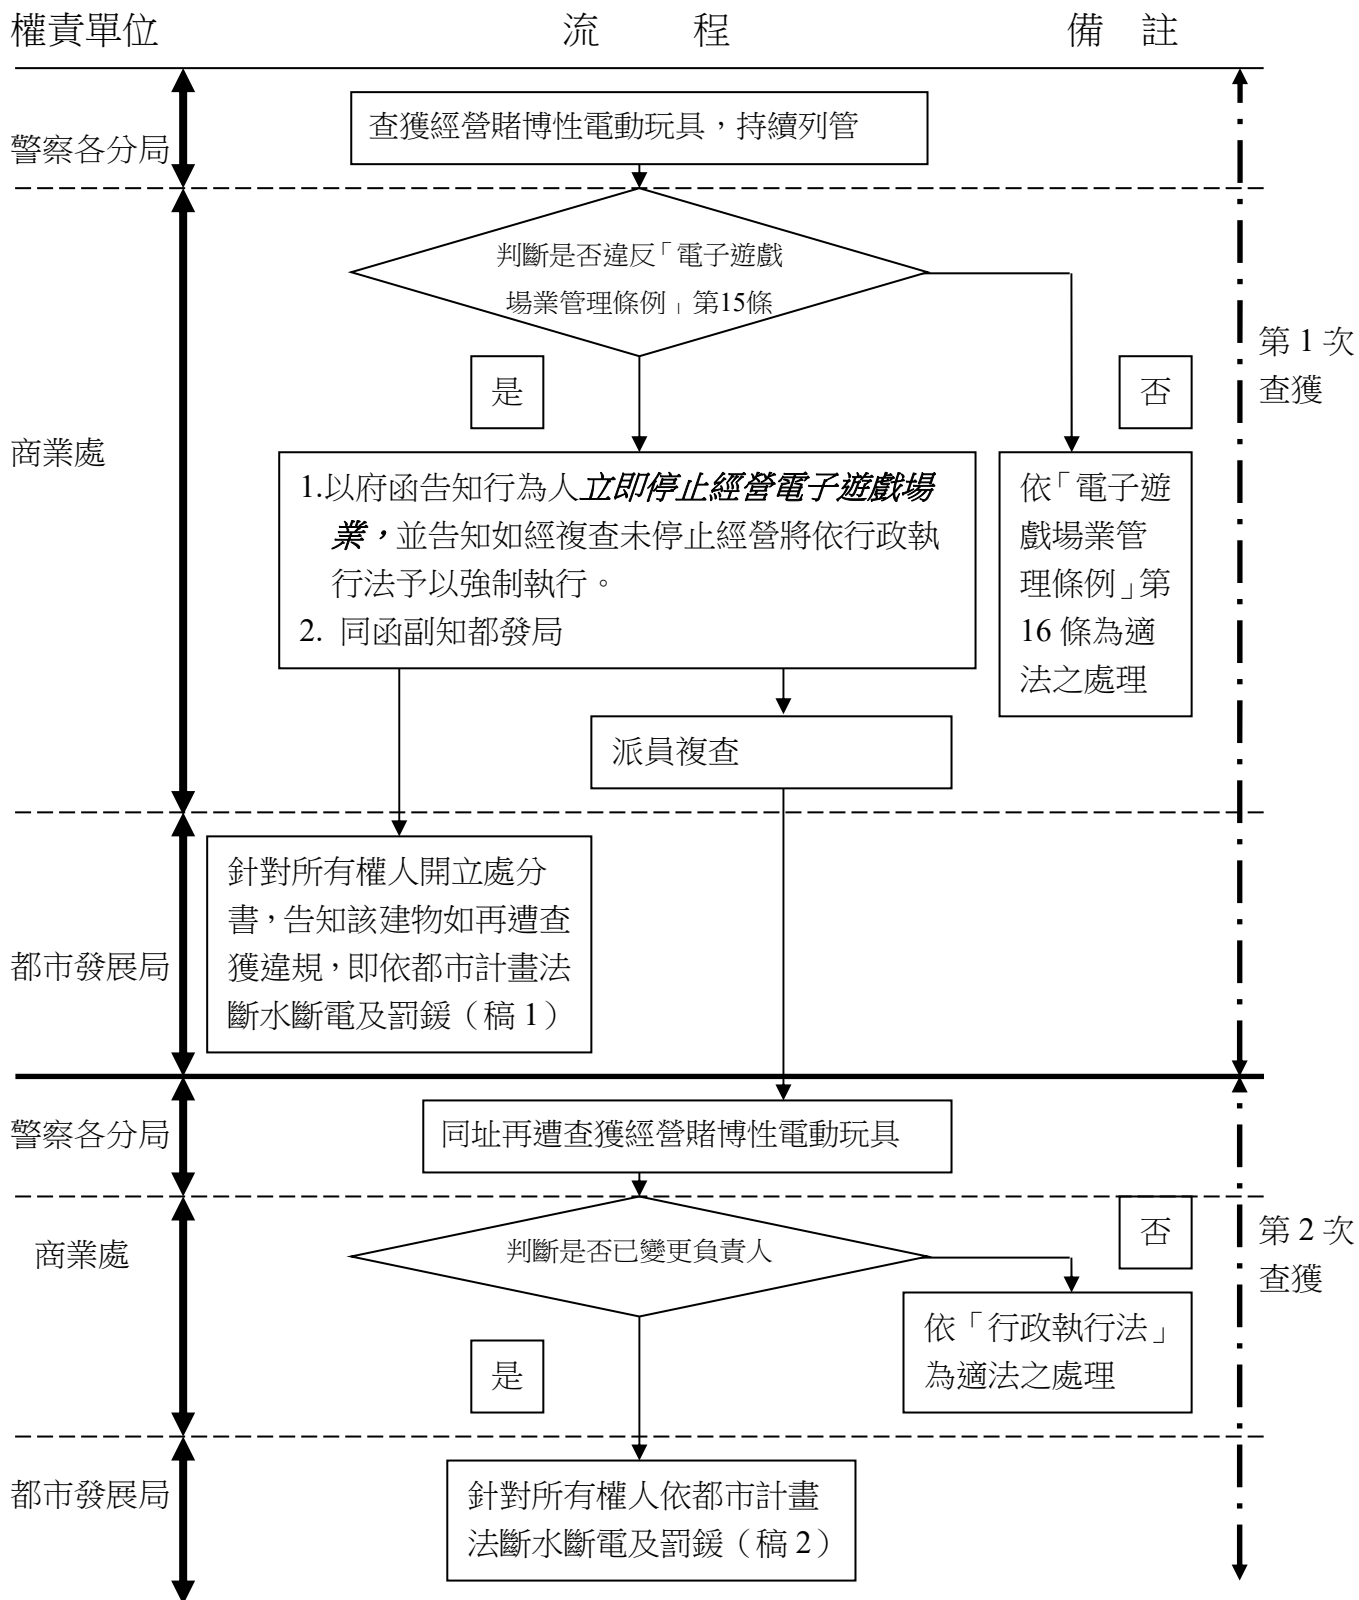 權責單位
流 程
備 註
警察各分局
查獲經營賭博性電動玩具，持續列管
判斷是否違反「電子遊戲
場業管理條例」第15條
是
否
第 1 次
查獲
商業處
1.以府函告知行為人立即停止經營電子遊戲場
業，並告知如經複查未停止經營將依行政執
行法予以強制執行。
2. 同函副知都發局
依「電子遊
戲場業管
理條例」第
16 條為適
法之處理
派員複查
都市發展局
針對所有權人開立處分
書，告知該建物如再遭查
獲違規，即依都市計畫法
斷水斷電及罰鍰（稿 1）
警察各分局
同址再遭查獲經營賭博性電動玩具
商業處
判斷是否已變更負責人
否
第 2 次
查獲
依「行政執行法」
為適法之處理
是
都市發展局
針對所有權人依都市計畫
法斷水斷電及罰鍰（稿 2）